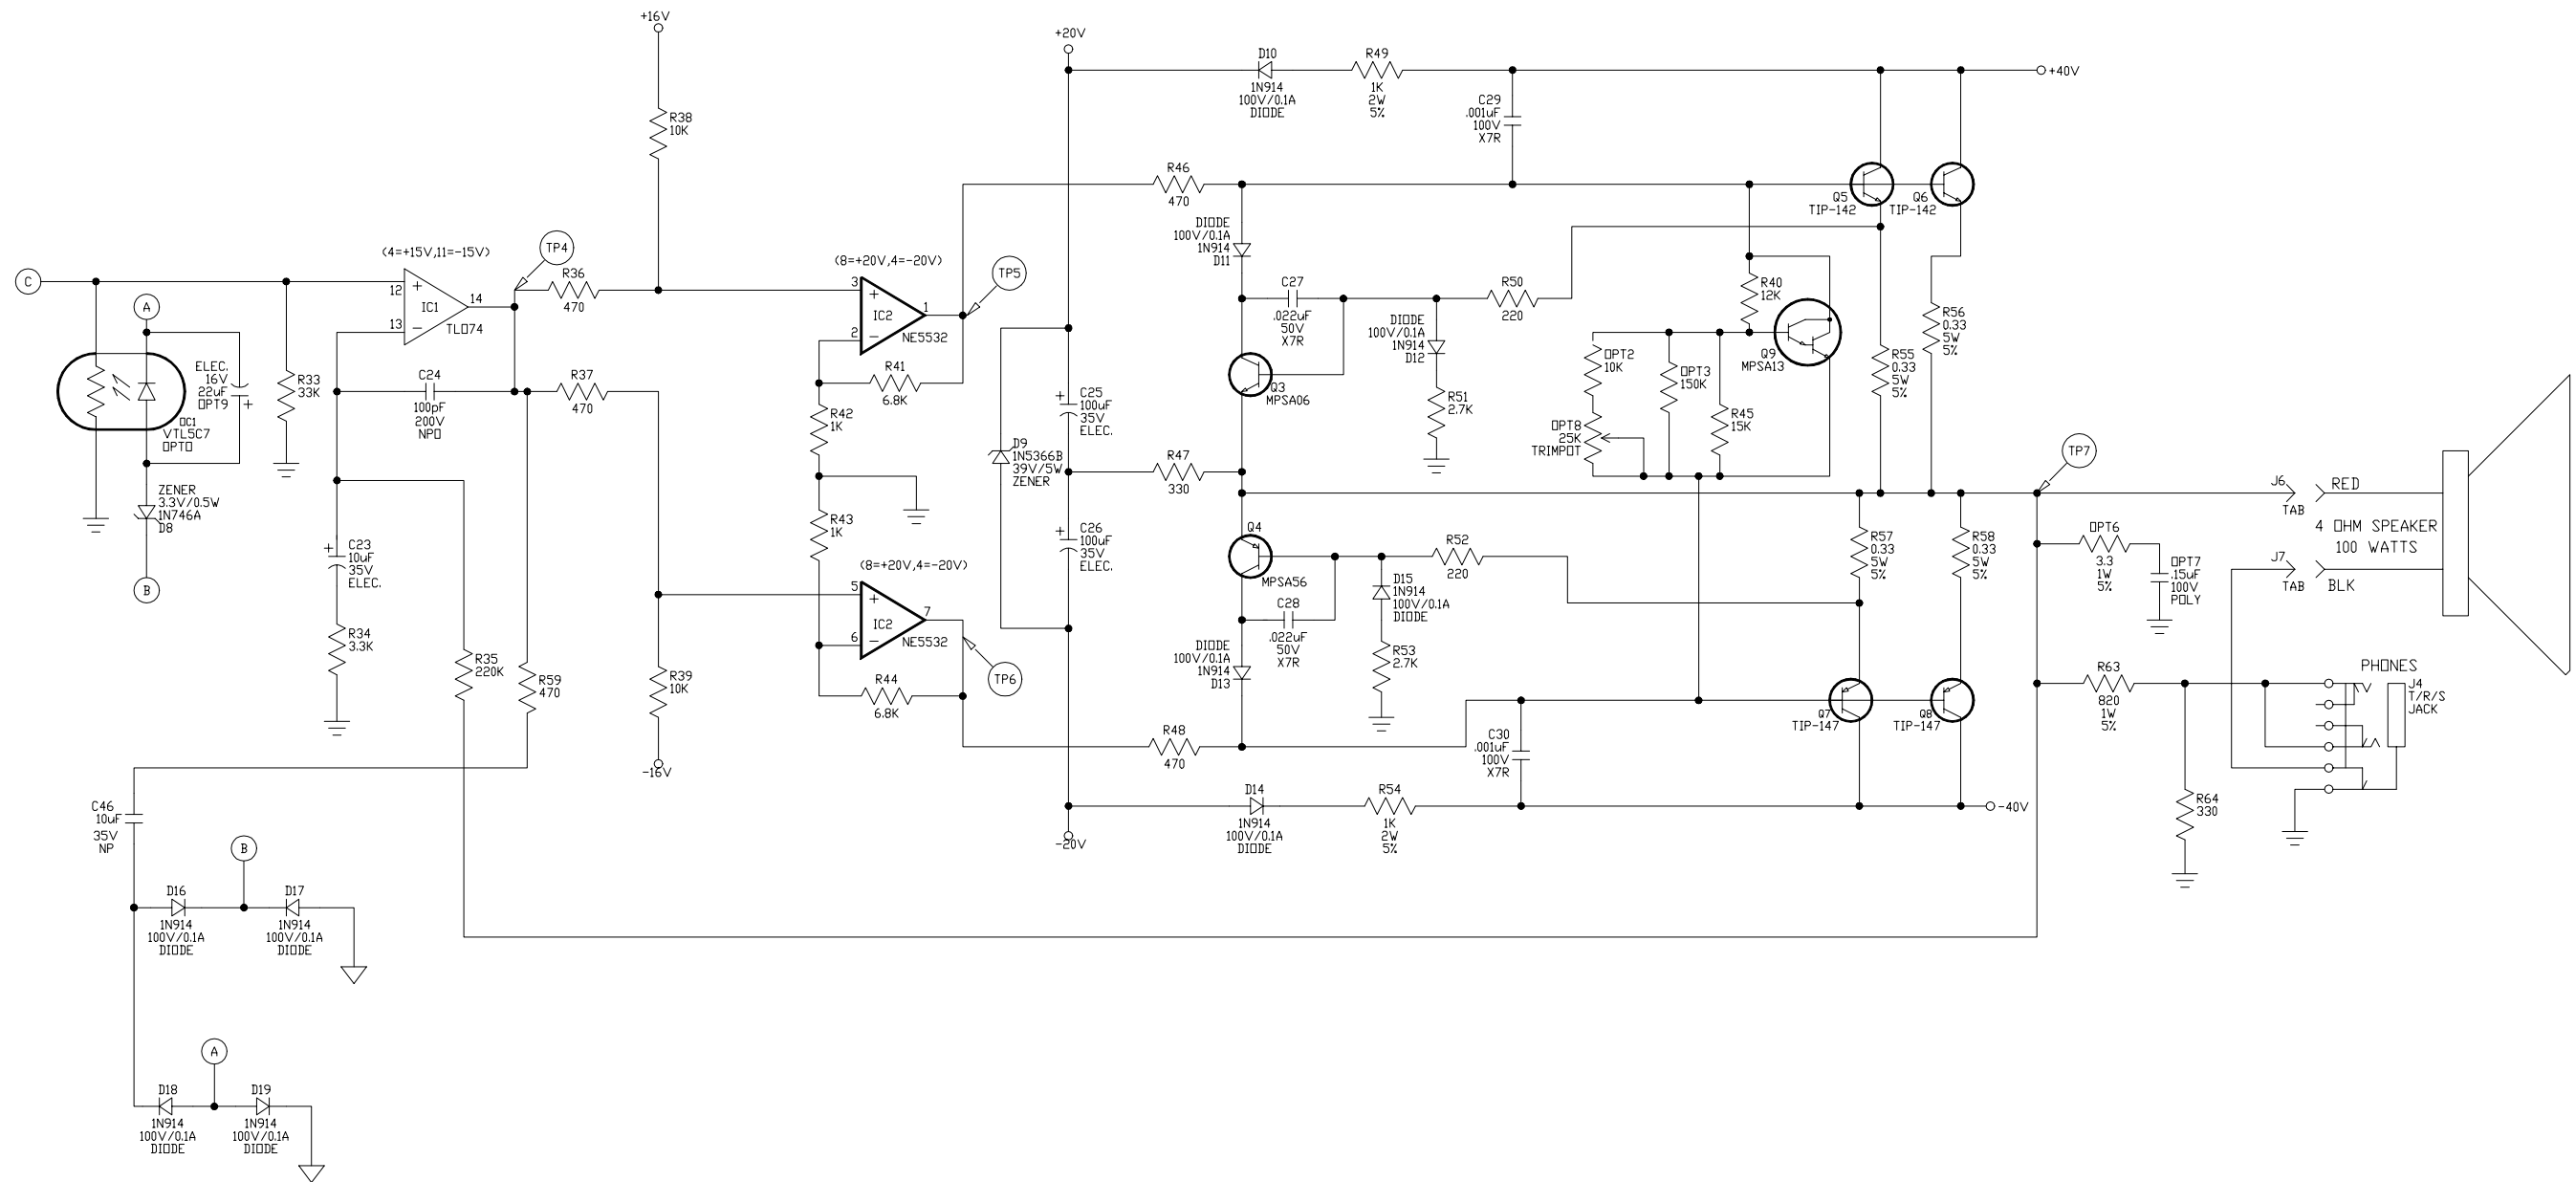 +16V
+20V
D10
1N914
100V/0.1A
DIODE
R49
1K
2W
5%
+40V
C29
.001uF
100V
X7R
R38
10K
R46
470
Q5
TIP-142
Q6
TIP-142
DIODE
100V/0.1A
1N914
D11
(4=+15V,11=-15V)
TP4
R36
470
(8=+20V,4=-20V)
TP5
C
12
+
14
IC1
13
−
TL074
3
+
1
IC2
2
−
NE5532
C27
.022uF
50V
X7R
R50
220
R40
12K
DIODE
100V/0.1A
1N914
D12
Q9
MPSA13
R56
0.33
5W
5%
R55
0.33
5W
5%
A
ELEC.
16V
22uF
OPT9
+
OC1
VTL5C7
OPTO
R33
33K
C24
100pF
200V
NPO
R37
470
R41
6.8K
R42
1K
+
C25
100uF
35V
ELEC.
Q3
MPSA06
R51
2.7K
OPT2
10K
OPT3
150K
OPT8
25K
TRIMPOT
R45
15K
D9
1N5366B
39V/5W
ZENER
R47
330
TP7
ZENER
3.3V/0.5W
1N746A
D8
B
+
C23
10uF
35V
ELEC.
R43
1K
+
C26
100uF
35V
ELEC.
Q4
MPSA56
R52
220
D15
1N914
100V/0.1A
DIODE
R57
0.33
5W
5%
R58
0.33
5W
5%
J6
TAB
RED
4 OHM SPEAKER
100 WATTS
J7
TAB
BLK
OPT6
3.3
1W
5%
OPT7
.15uF
100V
POLY
(8=+20V,4=-20V)
5
+
7
IC2
6
−
NE5532
C28
.022uF
50V
X7R
R34
3.3K
R35
220K
R59
470
R39
10K
R44
6.8K
TP6
DIODE
100V/0.1A
1N914
D13
R53
2.7K
Q7
TIP-147
Q8
TIP-147
R63
820
1W
5%
PHONES
J4
T/R/S
JACK
R48
470
C30
.001uF
100V
X7R
-16V
C46
10uF
35V
NP
D14
1N914
100V/0.1A
DIODE
R54
1K
2W
5%
-40V
-20V
R64
330
B
D16
1N914
100V/0.1A
DIODE
D17
1N914
100V/0.1A
DIODE
A
D18
1N914
100V/0.1A
DIODE
D19
1N914
100V/0.1A
DIODE